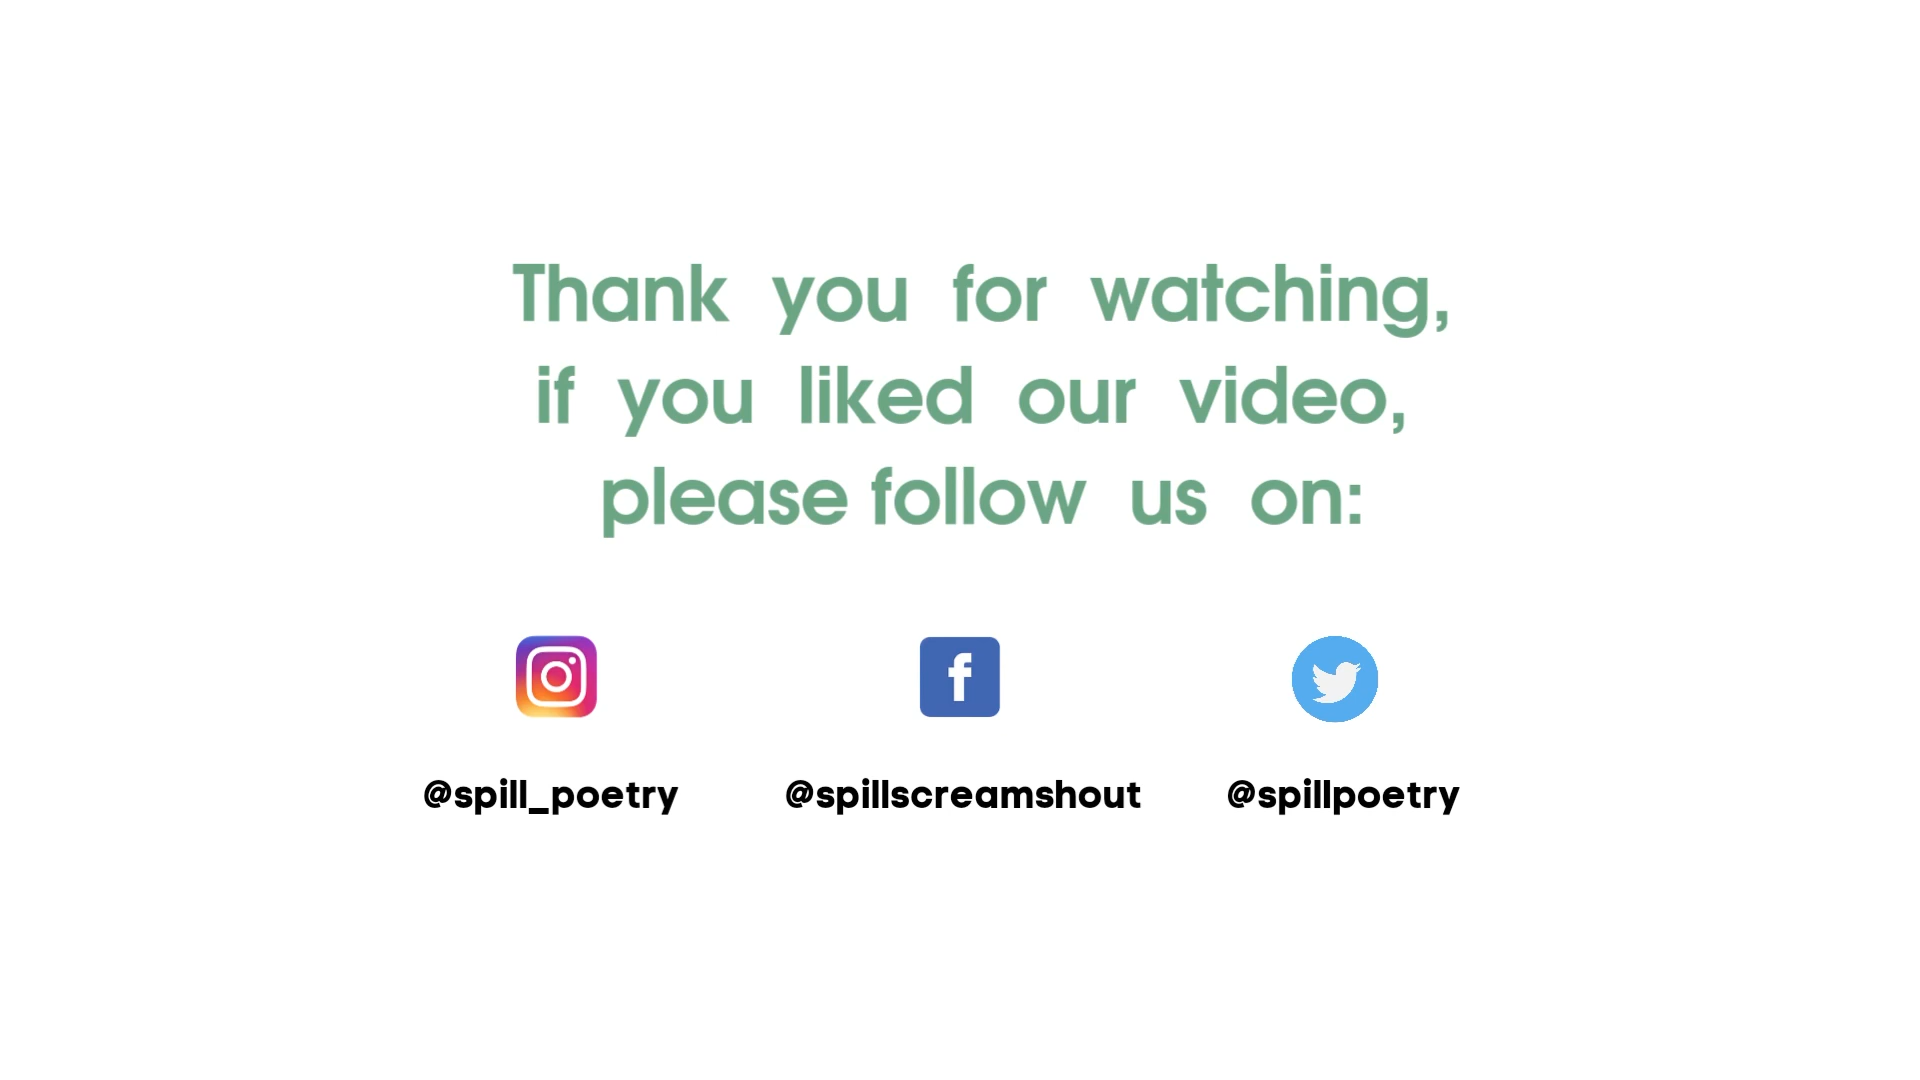 Thank you for watching,
if you liked our video,
please follow us on:
@spill_poetry
@spillscreamshout
@spillpoetry